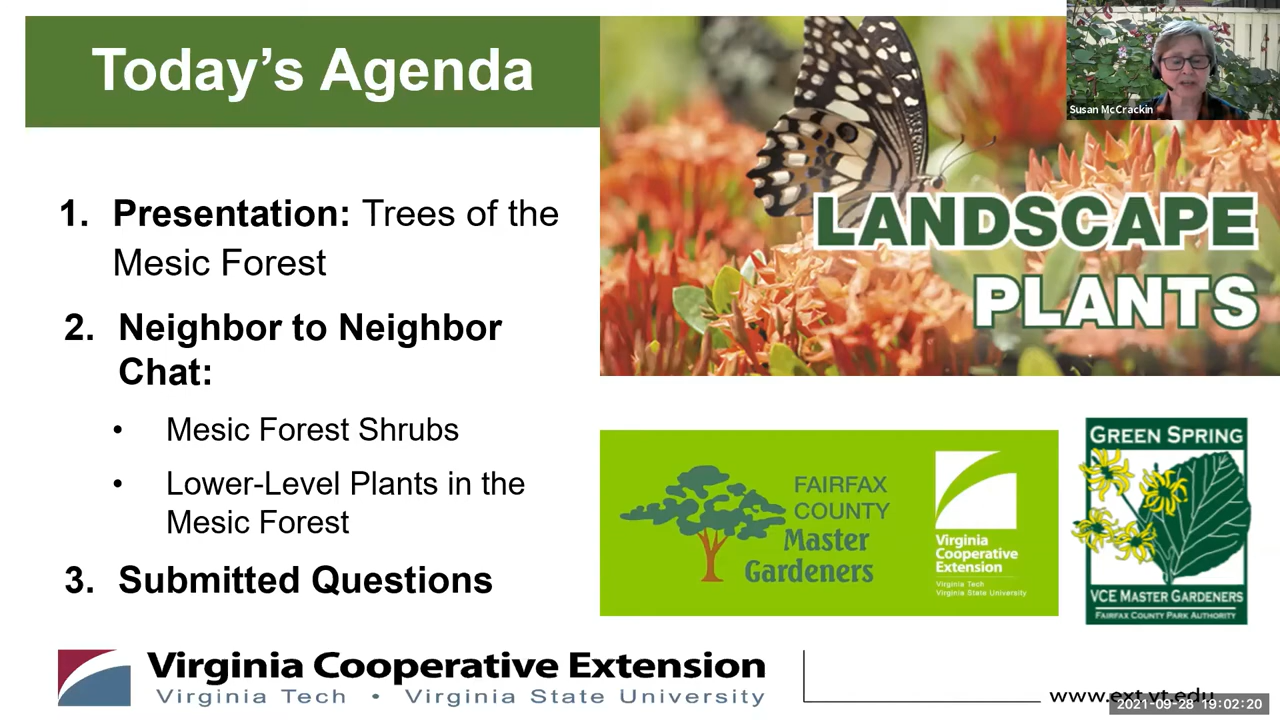 Today's Agenda
Susan McCrackin
1. Presentation: Trees of the
Mesic Forest
2. Neighbor to Neighbor
Chat:
• Mesic Forest Shrubs
• Lower-Level Plants in the
Mesic Forest
3. Submitted Questions
LANDSCAPE
PLANTS
FAIRFAX
COUNTY
Master
Gardeners
Virginia
Cooperative
Extension
Virginia Tech
Virginia State University
GREEN SPRING
VCE MASTER GARDENERS
FAIRFAX COUNTY PARK AUTHORITY
Virginia Cooperative Extension
Virginia Tech • Virginia State University
www.ext.vt.edu
2021-09-28 19:02:20